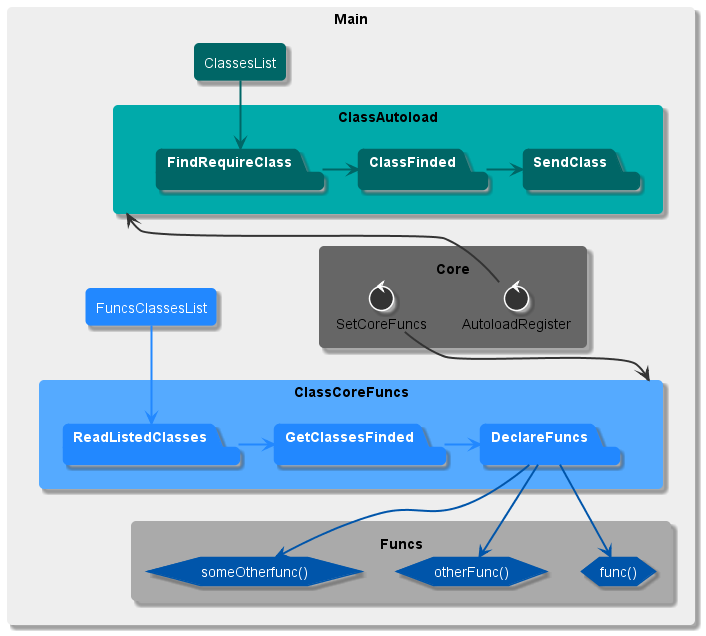 Main
ClassesList
ClassAutoload
FindRequireClass
ClassFinded
SendClass
Core
SetCoreFuncs
AutoloadRegister
FuncsClassesList
ClassCoreFuncs
ReadListedClasses
GetClassesFinded
DeclareFuncs
Funcs
someOtherfunc()
otherFunc()
func()